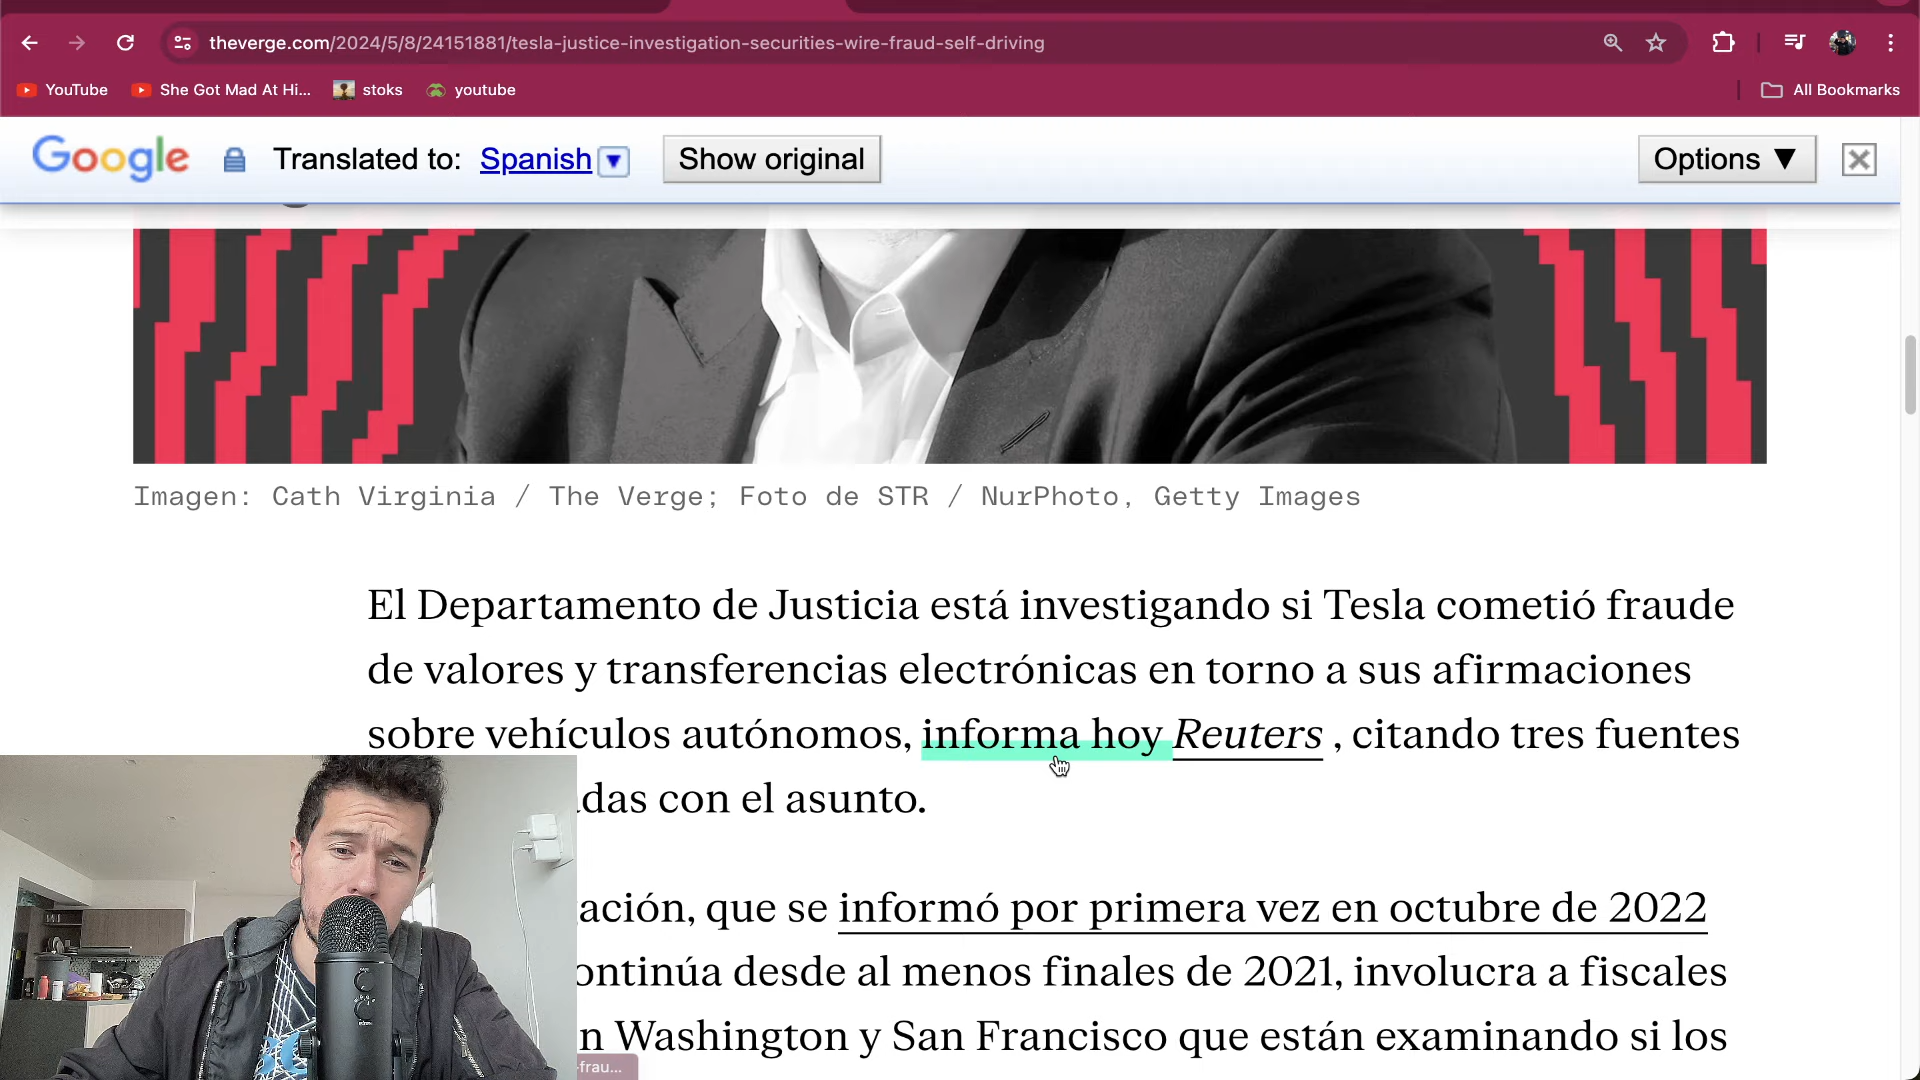 theverge.com/2024/5/8/24151881/tesla-justice-investigation-securities-wire-fraud-self-driving
YouTube She Got Mad At Hi... stoks youtube All Bookmarks
Google Translated to: Spanish Show original Options
Imagen: Cath Virginia / The Verge; Foto de STR / NurPhoto, Getty Images
El Departamento de Justicia está investigando si Tesla cometió fraude
de valores y transferencias electrónicas en torno a sus afirmaciones
sobre vehículos autónomos, informa hoy Reuters , citando tres fuentes
adas con el asunto.
ación, que se informó por primera vez en octubre de 2022
ontinúa desde al menos finales de 2021, involucra a fiscales
n Washington y San Francisco que están examinando si los
-frau...